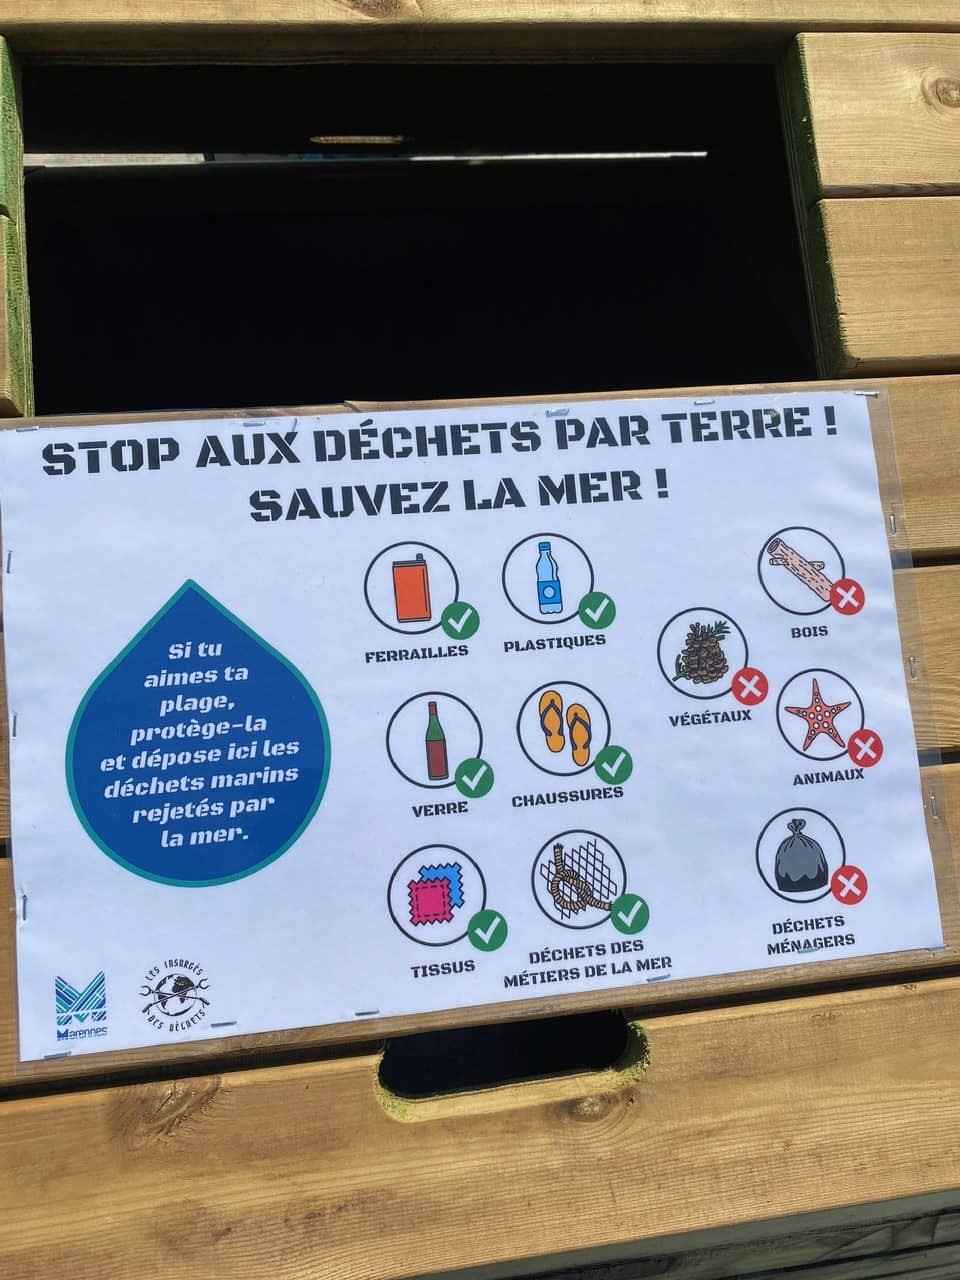 STOP AUX DÉCHETS PAR TERRE !
SAUVEZ LA MER !
Si tu
aimes ta
plage,
protège-la
et dépose ici les
déchets marins
rejetés par
la mer.
FERRAILLES
PLASTIQUES
VERRE
CHAUSSURES
TISSUS
DÉCHETS DES
MÉTIERS DE LA MER
BOIS
VÉGÉTAUX
ANIMAUX
DÉCHETS
MÉNAGERS
Marennes
LES INSURGÉS
DES DÉCHETS